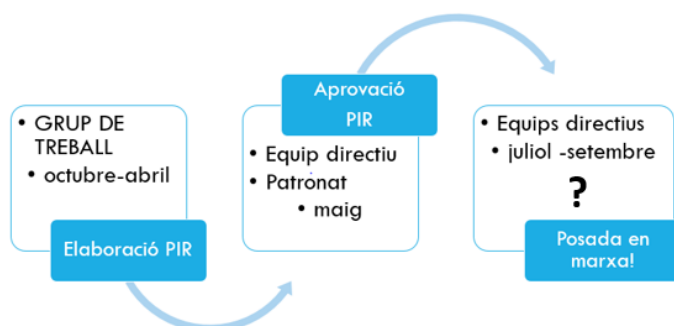 • GRUP DE
TREBALL
• octubre-abril
Elaboració PIR
Aprovació
PIR
• Equip directiu
• Patronat
• maig
• Equips directius
• juliol -setembre
?
Posada en
marxa!